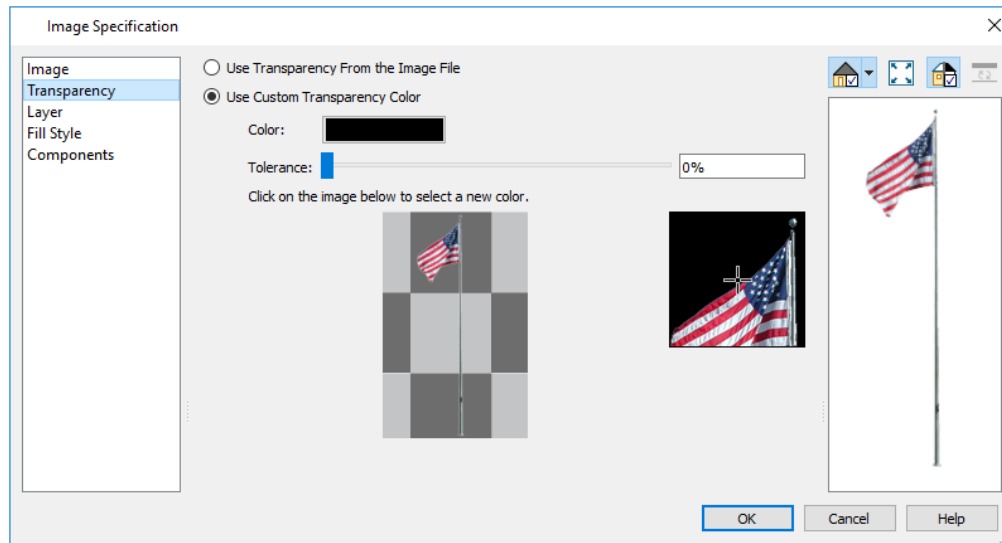 Image Specification
Image
Transparency
Layer
Fill Style
Components
Use Transparency From the Image File
Use Custom Transparency Color
Color:
Tolerance:
0%
Click on the image below to select a new color.
OK
Cancel
Help